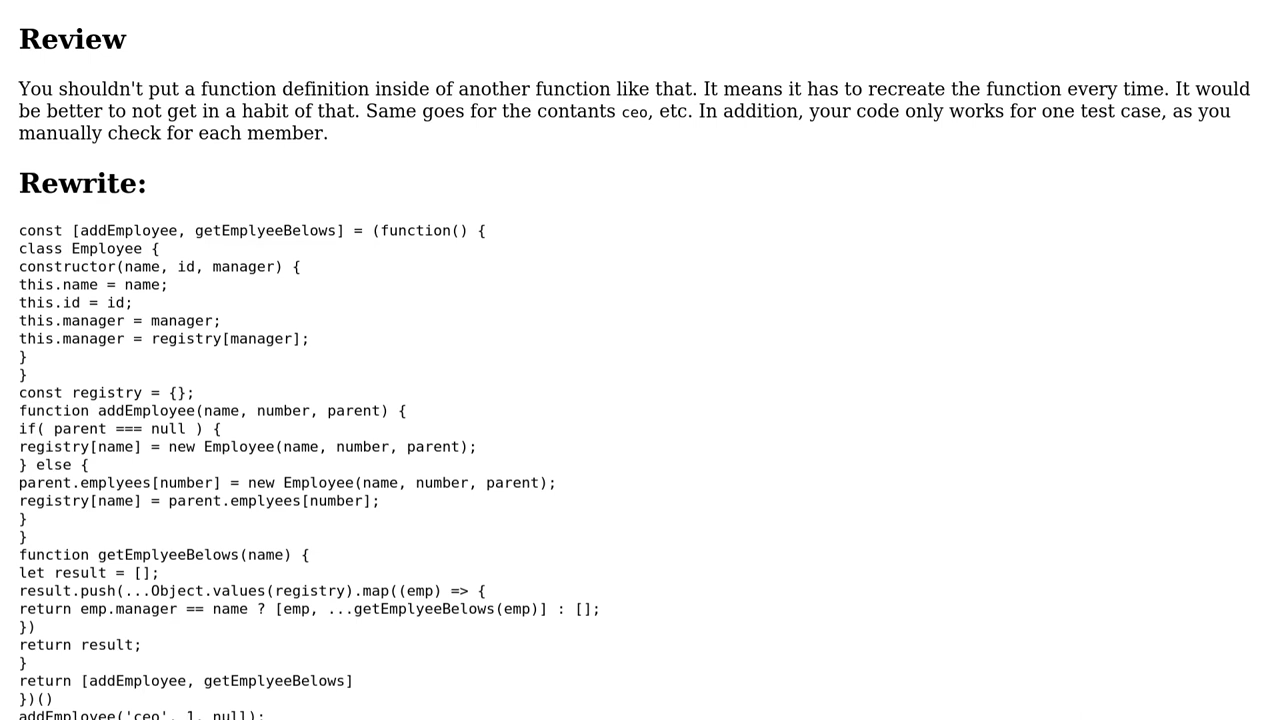 Review
You shouldn't put a function definition inside of another function like that. It means it has to recreate the function every time. It would
be better to not get in a habit of that. Same goes for the contants ceo, etc. In addition, your code only works for one test case, as you
manually check for each member.
Rewrite:
const [addEmployee, getEmplyeeBelows] = (function() {
class Employee {
constructor(name, id, manager) {
this.name = name;
this.id = id;
this.manager = manager;
this.manager = registry[manager];
}
}
const registry = {};
function addEmployee(name, number, parent) {
if( parent === null ) {
registry[name] = new Employee(name, number, parent);
} else {
parent.emplyees[number] = new Employee(name, number, parent);
registry[name] = parent.emplyees[number];
}
}
function getEmplyeeBelows(name) {
let result = [];
result.push(...Object.values(registry).map((emp) => {
return emp.manager == name ? [emp, ...getEmplyeeBelows(emp)] : [];
})
return result;
}
return [addEmployee, getEmplyeeBelows]
})()
addEmployee('ceo', 1, null);